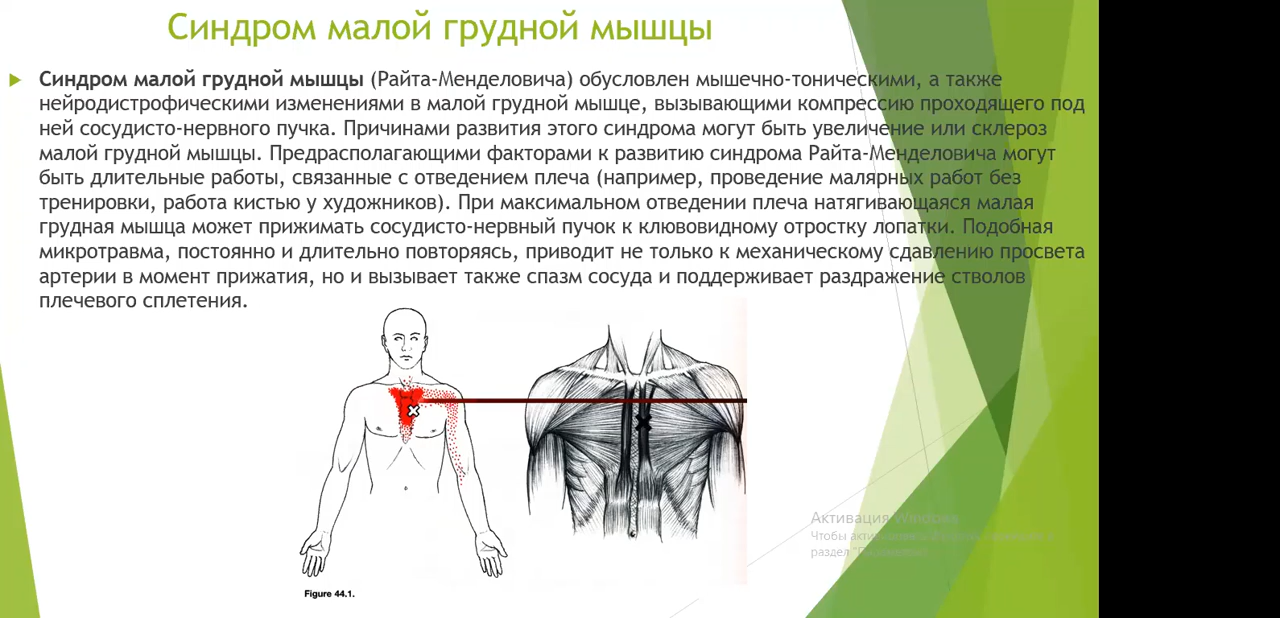 Синдром малой грудной мышцы
Синдром малой грудной мышцы (Райта-Менделовича) обусловлен мышечно-тоническими, а также
нейродистрофическими изменениями в малой грудной мышце, вызывающими компрессию проходящего под
ней сосудисто-нервного пучка. Причинами развития этого синдрома могут быть увеличение или склероз
малой грудной мышцы. Предрасполагающими факторами к развитию синдрома Райта-Менделовича могут
быть длительные работы, связанные с отведением плеча (например, проведение малярных работ без
тренировки, работа кистью у художников). При максимальном отведении плеча натягивающаяся малая
грудная мышца может прижимать сосудисто-нервный пучок к клювовидному отростку лопатки. Подобная
микротравма, постоянно и длительно повторяясь, приводит не только к механическому сдавлению просвета
артерии в момент прижатия, но и вызывает также спазм сосуда и поддерживает раздражение стволов
плечевого сплетения.
Активация Windows
Чтобы
раздел
Figure 44.1.